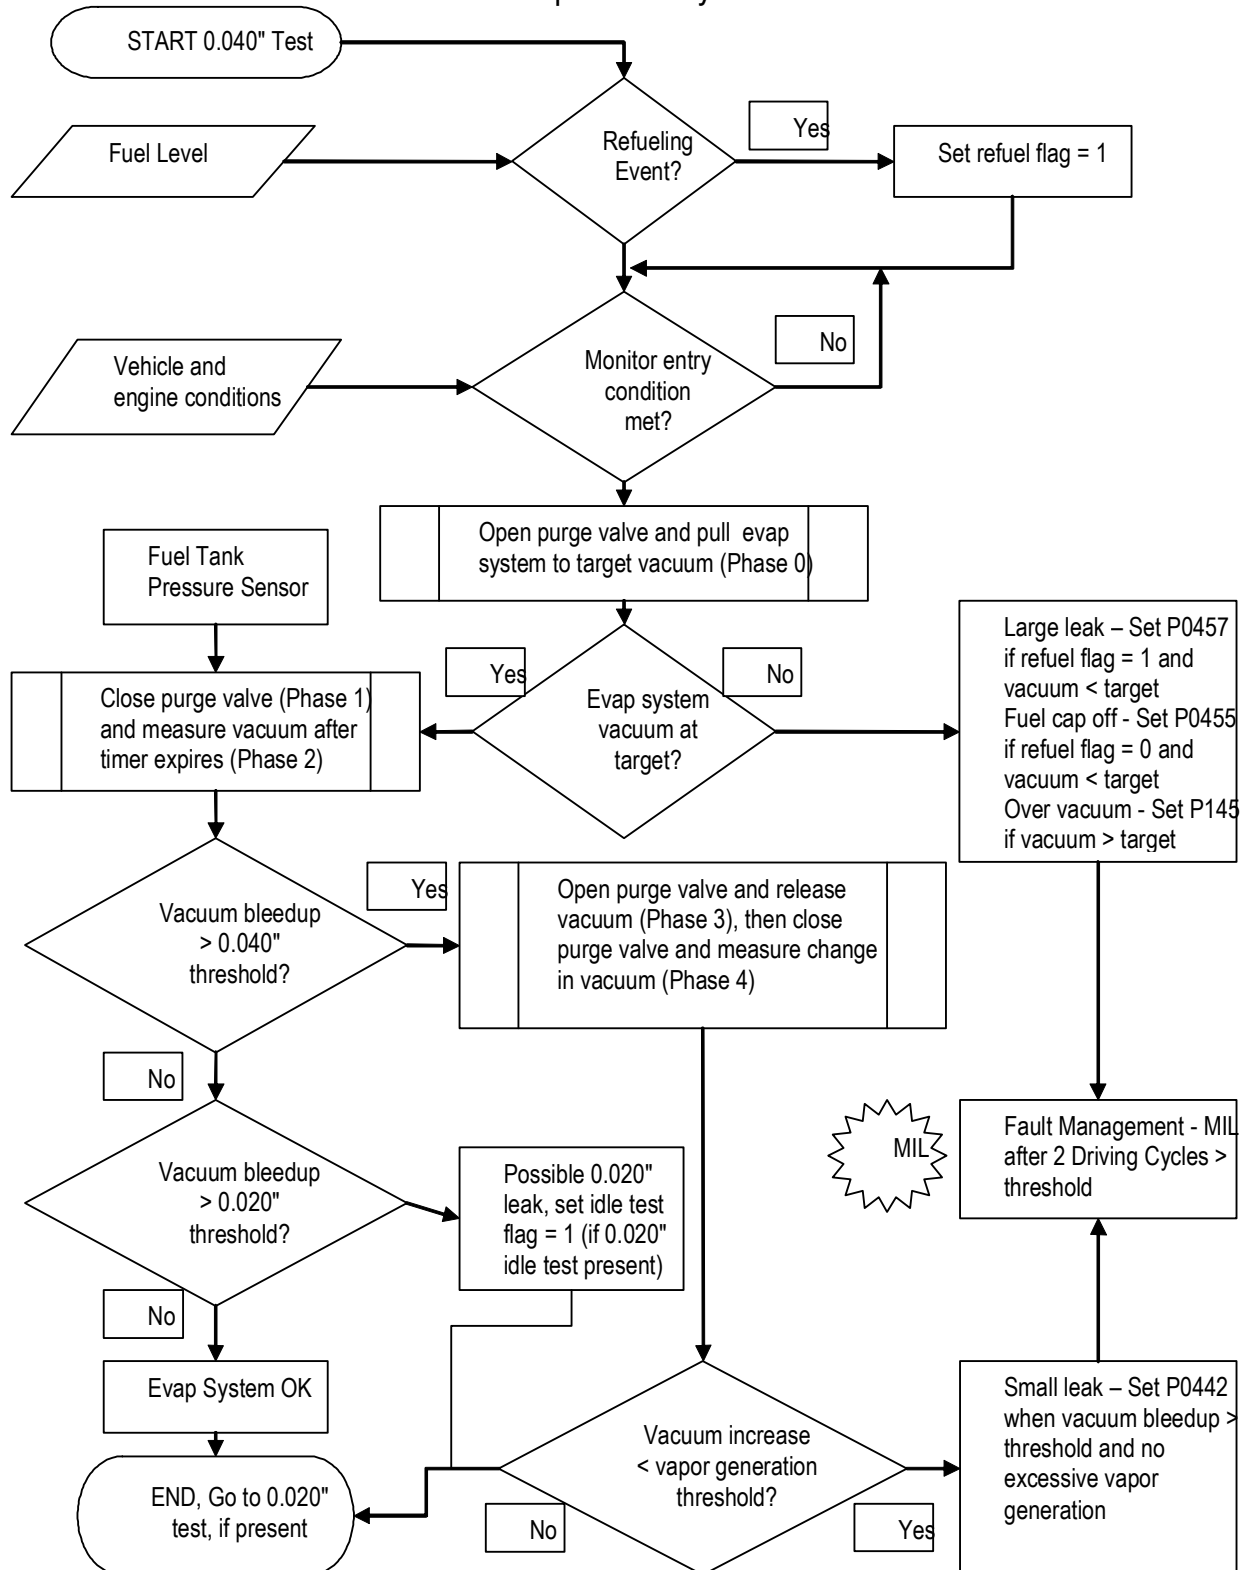 START 0.040" Test
Refueling
Event?
Yes
Set refuel flag = 1
Fuel Level
No
Monitor entry
condition
met?
Vehicle and
engine conditions
Open purge valve and pull evap
system to target vacuum (Phase 0)
Fuel Tank
Pressure Sensor
Large leak – Set P0457
if refuel flag = 1 and
vacuum < target
Fuel cap off - Set P0455
if refuel flag = 0 and
vacuum < target
Over vacuum - Set P145
if vacuum > target
Yes
No
Evap system
vacuum at
target?
Close purge valve (Phase 1)
and measure vacuum after
timer expires (Phase 2)
Vacuum bleedup
> 0.040"
threshold?
Yes
Open purge valve and release
vacuum (Phase 3), then close
purge valve and measure change
in vacuum (Phase 4)
No
Vacuum bleedup
> 0.020"
threshold?
Possible 0.020"
leak, set idle test
flag = 1 (if 0.020"
idle test present)
MIL
Fault Management - MIL
after 2 Driving Cycles >
threshold
No
Evap System OK
Vacuum increase
< vapor generation
threshold?
Small leak – Set P0442
when vacuum bleedup >
threshold and no
excessive vapor
generation
END, Go to 0.020"
test, if present
No
Yes